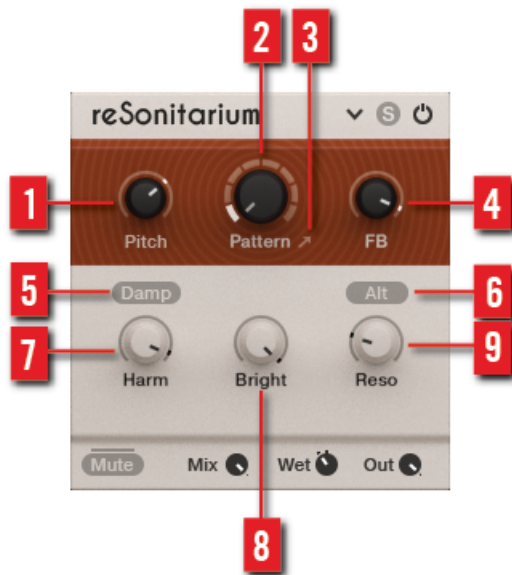 2 3
reSonitarium S
1 4
Pitch Pattern FB
5 Damp Alt 6
7 9
Harm Bright Reso
Mute Mix Wet Out
8